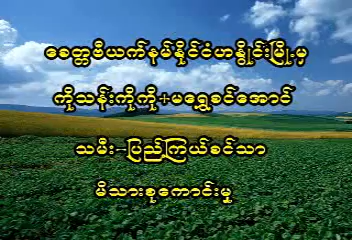 ခေတ္တဗီယက်နမ်နိုင်ငံဟနွိုင်းမြို့မှ
ကိုသန်းကိုကို+မရွှေခင်အောင်
သမီး-ပြည့်ကြယ်ခင်သာ
မိသားစုကောင်းမှု